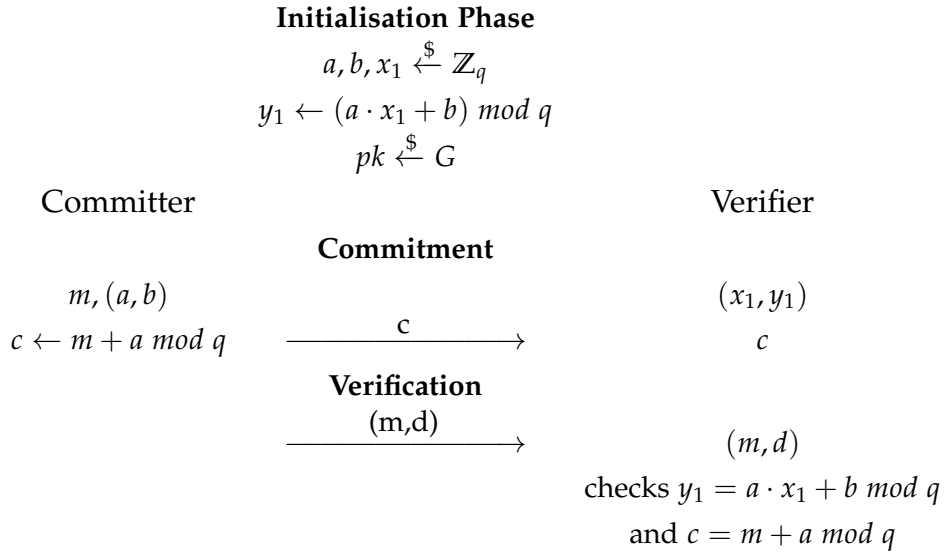 Initialisation Phase
a, b, x₁ ←$ ℤ_q
y₁ ← (a · x₁ + b) mod q
pk ←$ G
Committer Verifier
Commitment
m, (a, b) (x₁, y₁)
c ← m + a mod q c c
Verification
(m,d)
(m, d)
checks y₁ = a · x₁ + b mod q
and c = m + a mod q